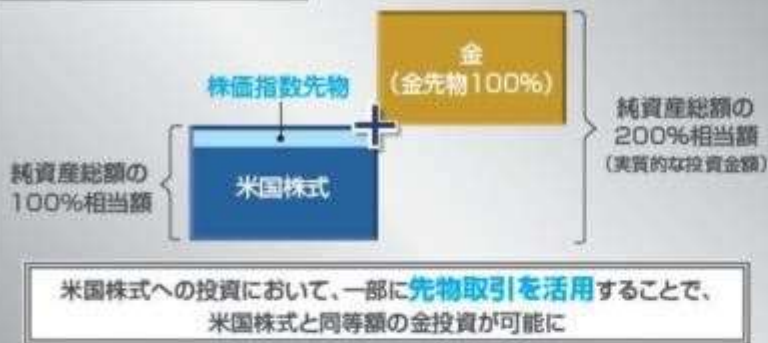 金
株価指数先物
(金先物100%)
純資産総額の
200%相当額
(実質的な投資金額)
純資産総額の
100%相当額
米国株式
米国株式への投資において、一部に先物取引を活用することで、
米国株式と同等額の金投資が可能に